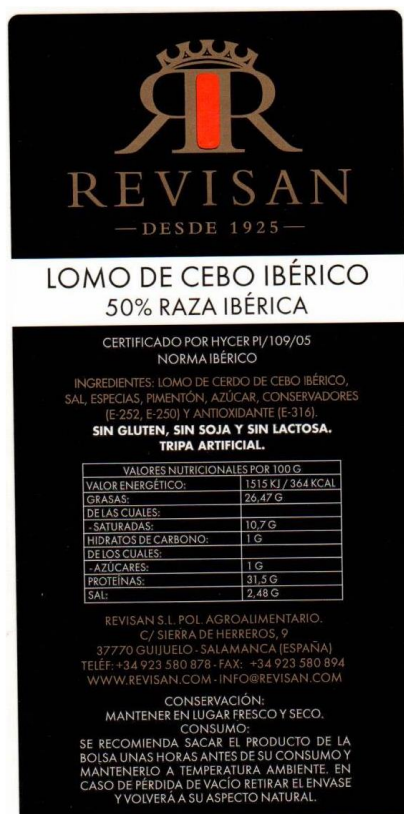 RR
REVISAN
— DESDE 1925 —
LOMO DE CEBO IBÉRICO
50% RAZA IBÉRICA
CERTIFICADO POR HYCER PI/109/05
NORMA IBÉRICO
INGREDIENTES: LOMO DE CERDO DE CEBO IBÉRICO,
SAL, ESPECIAS, PIMENTÓN, AZÚCAR, CONSERVADORES
(E-252, E-250) Y ANTIOXIDANTE (E-316).
SIN GLUTEN, SIN SOJA Y SIN LACTOSA.
TRIPA ARTIFICIAL.
VALORES NUTRICIONALES POR 100 G
VALOR ENERGÉTICO: 1515 KJ / 364 KCAL
GRASAS: 26,47 G
DE LAS CUALES:
- SATURADAS: 10,7 G
HIDRATOS DE CARBONO: 1 G
DE LOS CUALES:
- AZÚCARES: 1 G
PROTEÍNAS: 31,5 G
SAL: 2,48 G
REVISAN S.L. POL. AGROALIMENTARIO.
C/ SIERRA DE HERREROS, 9
37770 GUIJUELO - SALAMANCA (ESPAÑA)
TELÉF: +34 923 580 878 - FAX: +34 923 580 894
WWW.REVISAN.COM - INFO@REVISAN.COM
CONSERVACIÓN:
MANTENER EN LUGAR FRESCO Y SECO.
CONSUMO:
SE RECOMIENDA SACAR EL PRODUCTO DE LA
BOLSA UNAS HORAS ANTES DE SU CONSUMO Y
MANTENERLO A TEMPERATURA AMBIENTE. EN
CASO DE PÉRDIDA DE VACÍO RETIRAR EL ENVASE
Y VOLVERÁ A SU ASPECTO NATURAL.